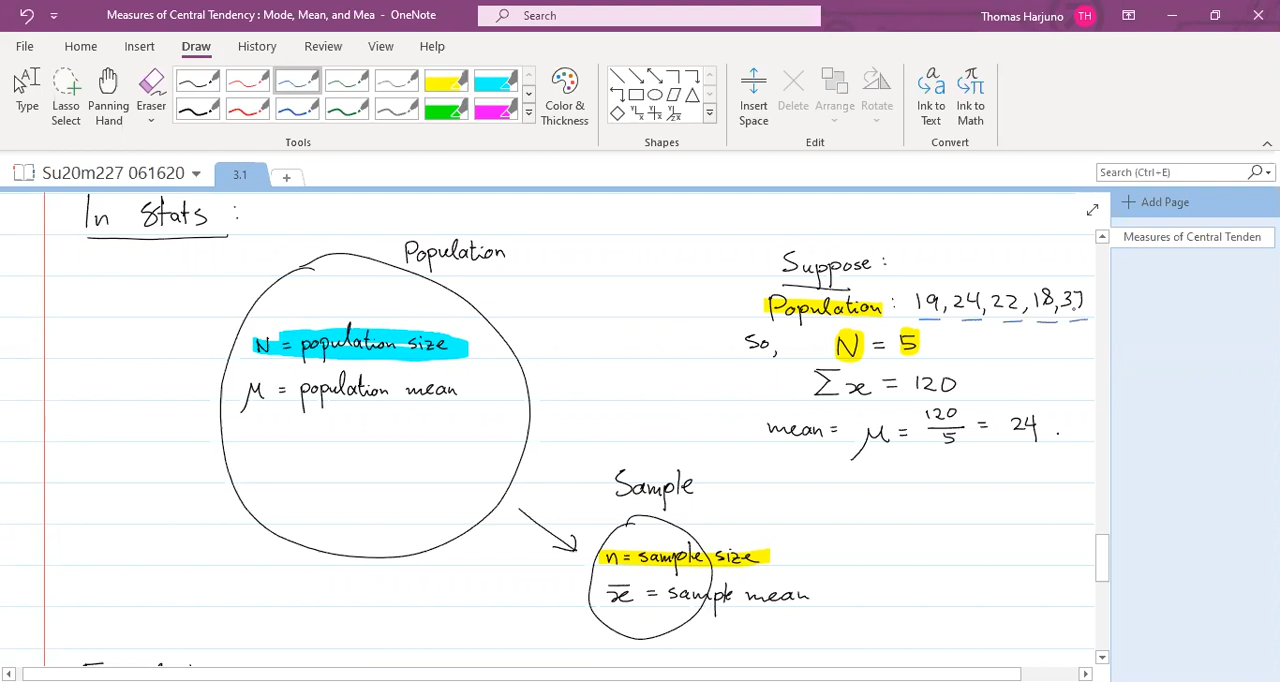 Measures of Central Tendency : Mode, Mean, and Mea - OneNote
Search
Thomas Harjuno
TH
File
Home
Insert
Draw
History
Review
View
Help
Type
Lasso Select
Panning Hand
Eraser
Color & Thickness
Insert Space
Delete
Arrange
Rotate
Ink to Text
Ink to Math
Tools
Shapes
Edit
Convert
Su20m227 061620
3.1
Search (Ctrl+E)
Add Page
Measures of Central Tenden
In Stats :
Population
N = population size
μ = population mean
Suppose :
Population : 19, 24, 22, 18, 37
So, N = 5
Σx = 120
mean = μ = 120/5 = 24 .
Sample
n = sample size
x̄ = sample mean